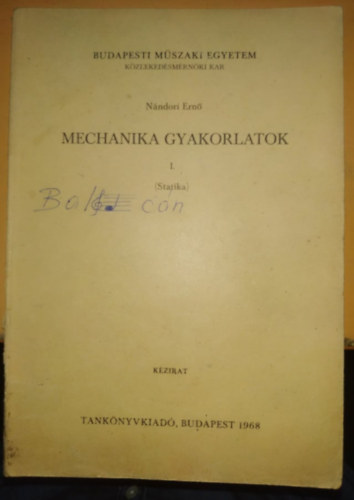 BUDAPESTI MŰSZAKI EGYETEM
KÖZLEKEDÉSMÉRNÖKI KAR
Nándori Ernő
MECHANIKA GYAKORLATOK
I.
(Statika)
KÉZIRAT
TANKÖNYVKIADÓ, BUDAPEST 1968